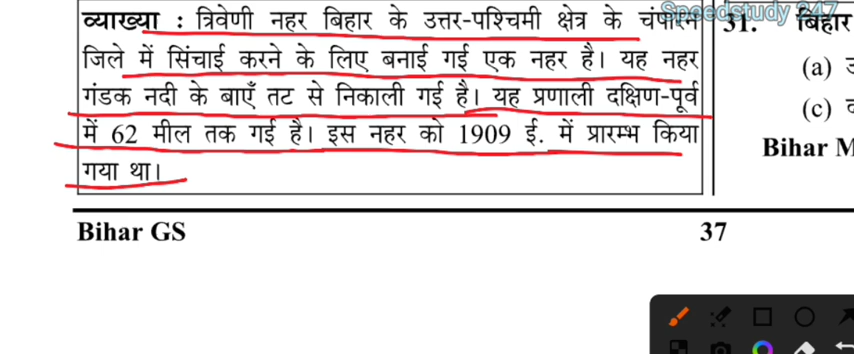 व्याख्या : त्रिवेणी नहर बिहार के उत्तर-पश्चिमी क्षेत्र के चंपारन
जिले में सिंचाई करने के लिए बनाई गई एक नहर है। यह नहर
गंडक नदी के बाएँ तट से निकाली गई है। यह प्रणाली दक्षिण-पूर्व
में 62 मील तक गई है। इस नहर को 1909 ई. में प्रारम्भ किया
गया था।
Bihar GS
37
Speedstudy 247
31. बिहार
(a)
(c)
Bihar M